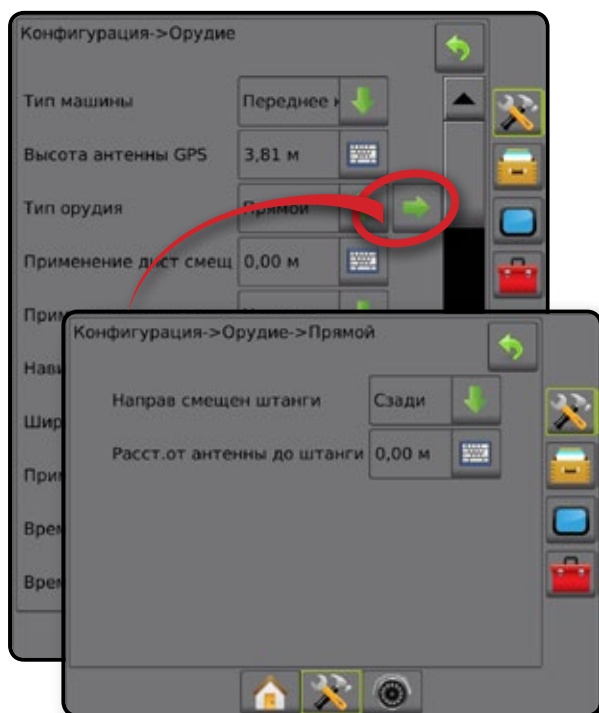 Конфигурация->Орудие
Тип машины Переднее
Высота антенны GPS 3,81 м
Тип орудия Прямой
Применение дист смещ 0,00 м
Конфигурация->Орудие->Прямой
Направ смещен штанги Сзади
Расст.от антенны до штанги 0,00 м